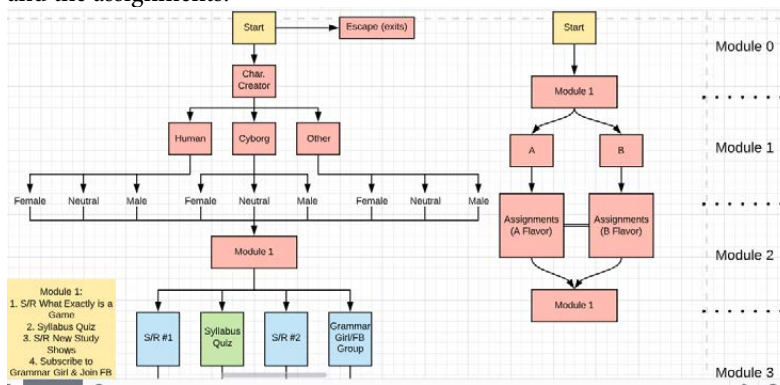 and the assignments.
Start
Escape (exits)
Start
Module 0
Char.
Creator
Module 1
Human
Cyborg
Other
A
B
Module 1
Female
Neutral
Male
Female
Neutral
Male
Female
Neutral
Male
Assignments
(A Flavor)
Assignments
(B Flavor)
Module 1
Module 2
Module 1:
1. S/R What Exactly is a
Game
2. Syllabus Quiz
3. S/R New Study
Shows
4. Subscribe to
Grammar Girl & Join FB
S/R #1
Syllabus
Quiz
S/R #2
Grammar
Girl/FB
Group
Module 1
Module 3